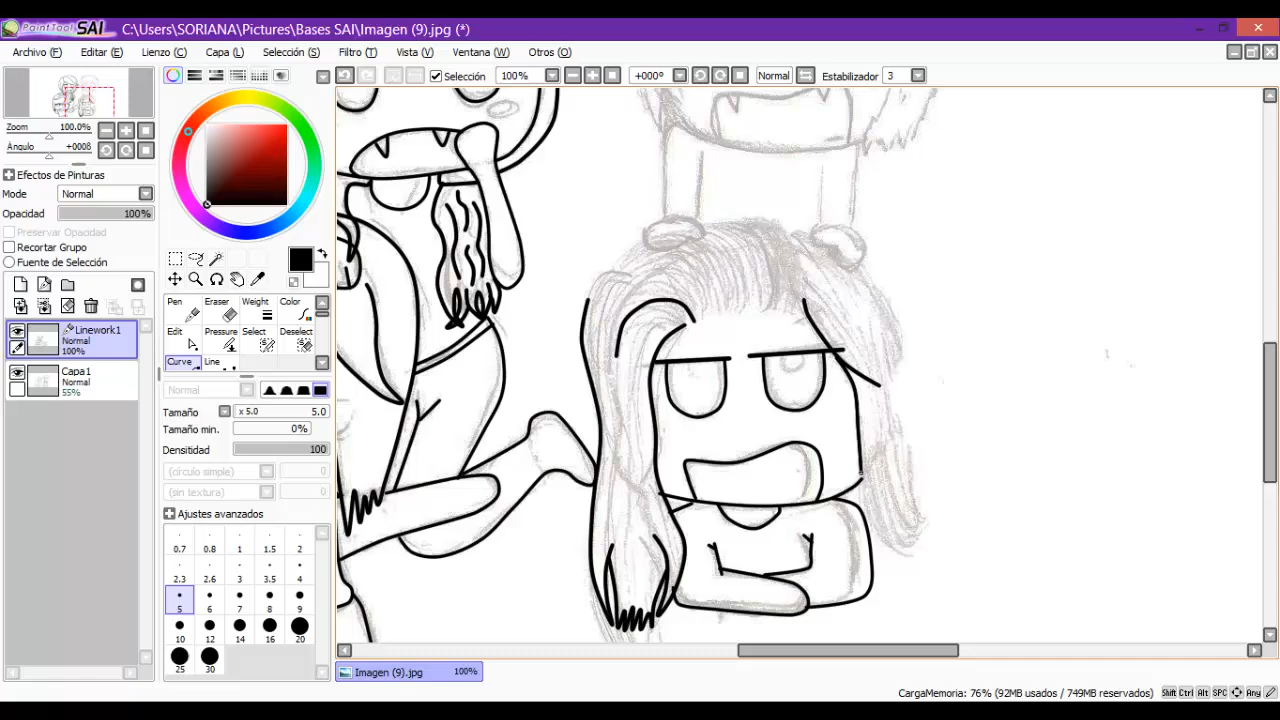 PaintTool SAI C:\Users\SORIANA\Pictures\Bases SAI\Imagen (9).jpg (*)
Archivo (F) Editar (E) Lienzo (C) Capa (L) Selección (S) Filtro (T) Vista (V) Ventana (W) Otros (O)
Selección 100% +000º Normal Estabilizador 3
Zoom 100.0%
Ángulo +000ß
Efectos de Pinturas
Mode Normal
Opacidad 100%
Preservar Opacidad
Recortar Grupo
Fuente de Selección
Linework1
Normal
100%
Capa1
Normal
55%
Pen Eraser Weight Color
Edit Pressure Select Deselect
Curve Line
Normal
Tamaño x 5.0 5.0
Tamaño min. 0%
Densitidad 100
(circulo simple) 0
(sin textura) 0
Ajustes avanzados
0.7 0.8 1 1.5 2
2.3 2.6 3 3.5 4
5 6 7 8 9
10 12 14 16 20
25 30
Imagen (9).jpg 100%
CargaMemoria: 76% (92MB usados / 749MB reservados) Shift Ctrl Alt SPC Any